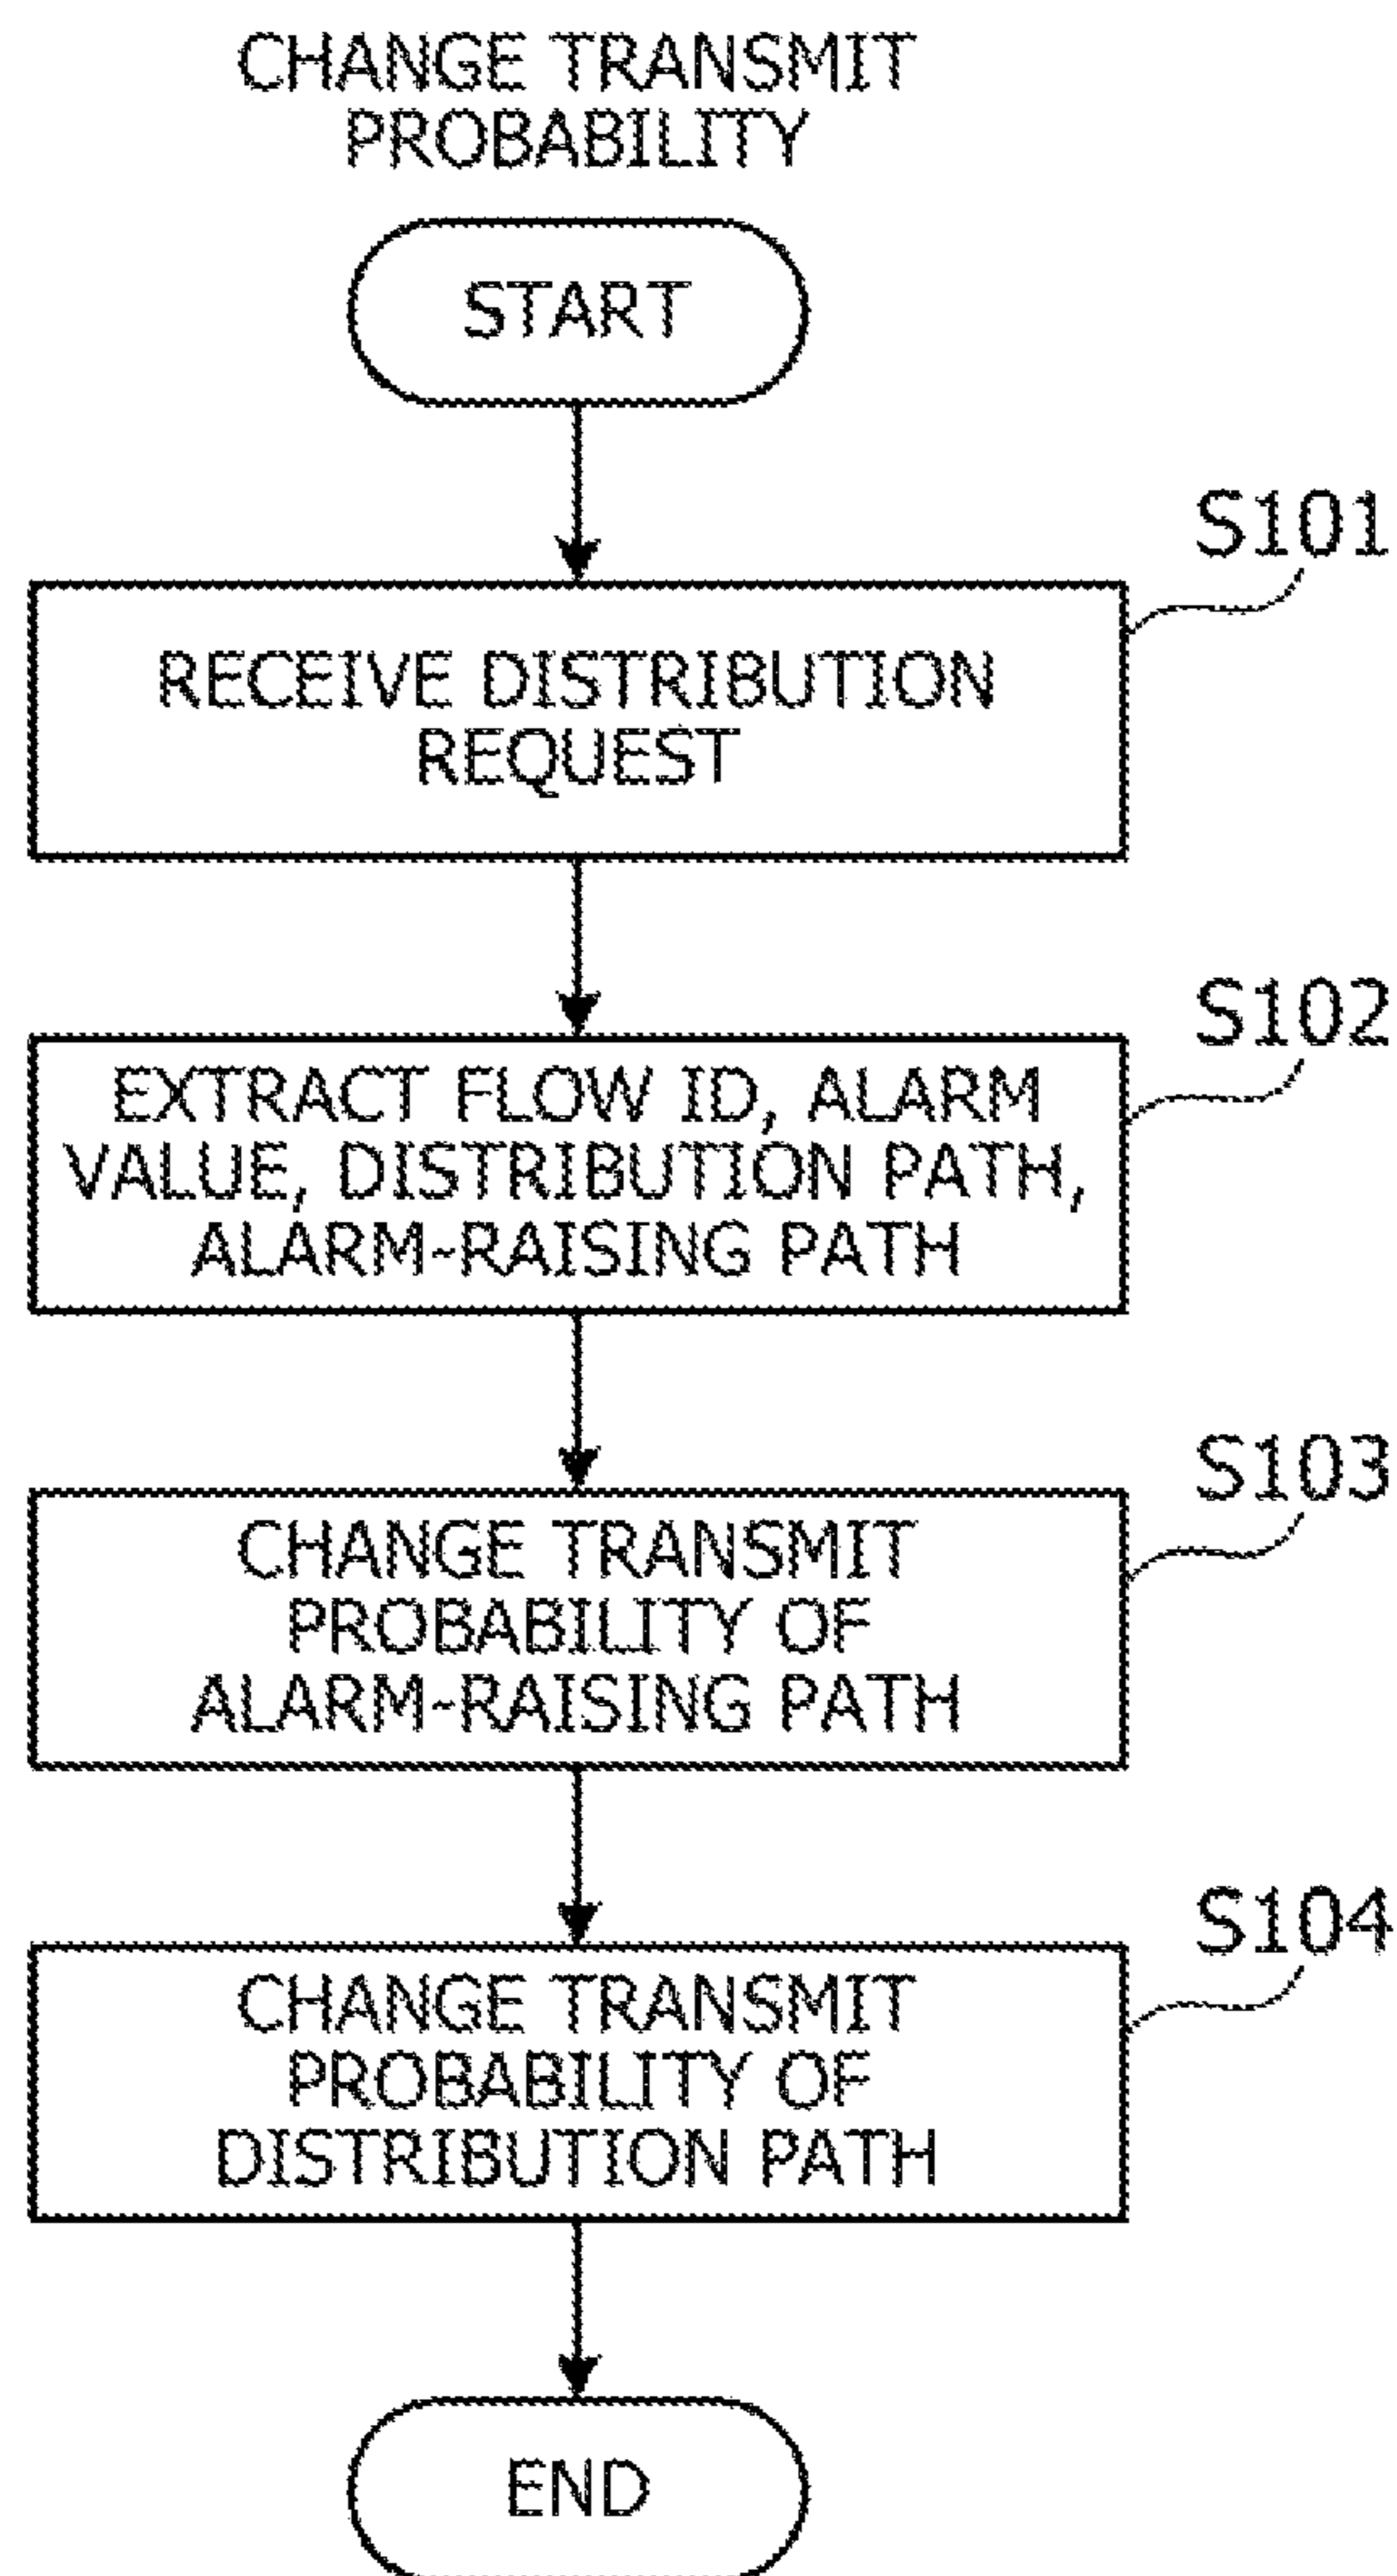 CHANGE TRANSMIT
PROBABILITY
START
S101
RECEIVE DISTRIBUTION
REQUEST
S102
EXTRACT FLOW ID, ALARM
VALUE, DISTRIBUTION PATH,
ALARM-RAISING PATH
S103
CHANGE TRANSMIT
PROBABILITY OF
ALARM-RAISING PATH
S104
CHANGE TRANSMIT
PROBABILITY OF
DISTRIBUTION PATH
END